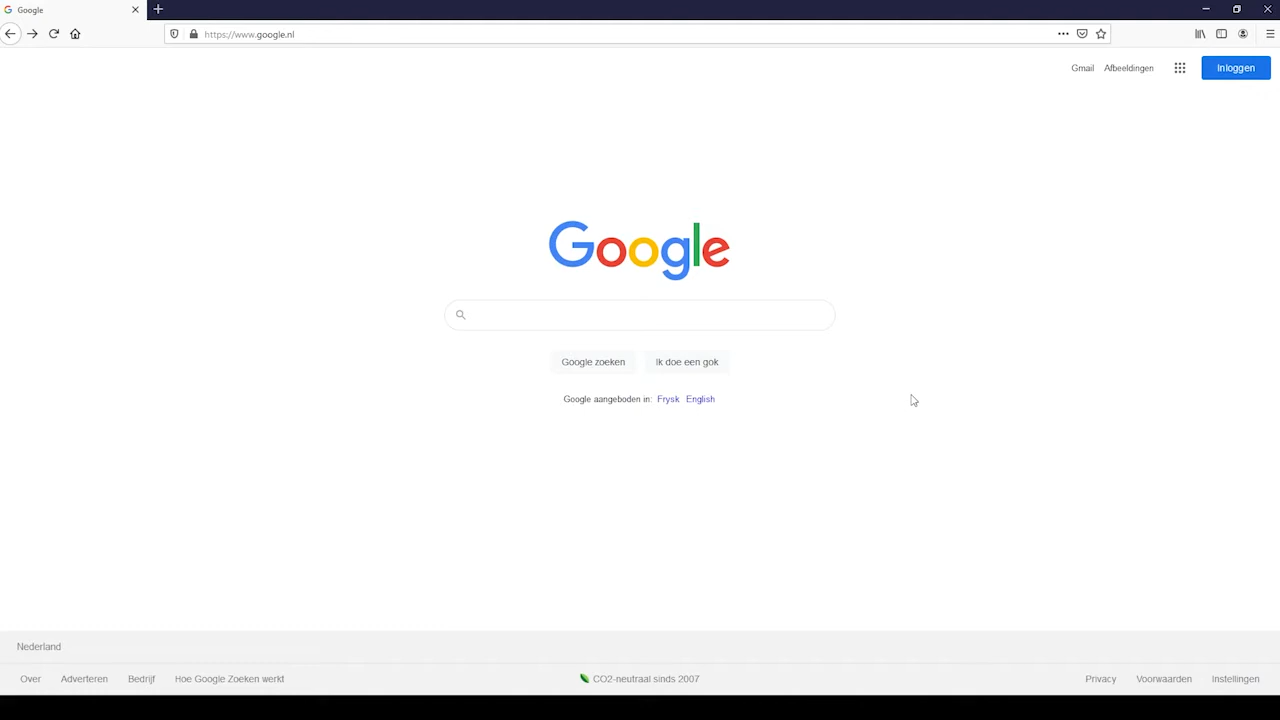 Google
https://www.google.nl
Gmail Afbeeldingen Inloggen
Google
Google zoeken Ik doe een gok
Google aangeboden in: Frysk English
Nederland
Over Adverteren Bedrijf Hoe Google Zoeken werkt CO2-neutraal sinds 2007 Privacy Voorwaarden Instellingen